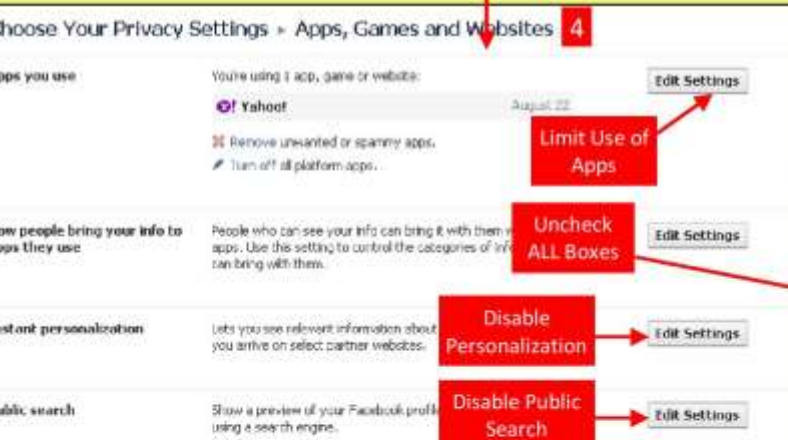 hoose Your Privacy Settings ▸ Apps, Games and Websites 4
pps you use
You're using 1 app, game or website:
Edit Settings
Yahoo!
August 22
Remove unwanted or spammy apps.
Turn off all platform apps.
Limit Use of
Apps
ow people bring your info to
pps they use
People who can see your info can bring it with them
apps. Use this setting to control the categories of
can bring with them.
Uncheck
ALL Boxes
Edit Settings
stant personalization
Lets you see relevant information about
you arrive on select partner websites.
Disable
Personalization
Edit Settings
ublic search
Show a preview of your Facebook
using a search engine.
Disable Public
Search
Edit Settings